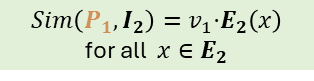 Sim(P₁, I₂) = v₁·E₂(x)
for all x ∈ E₂